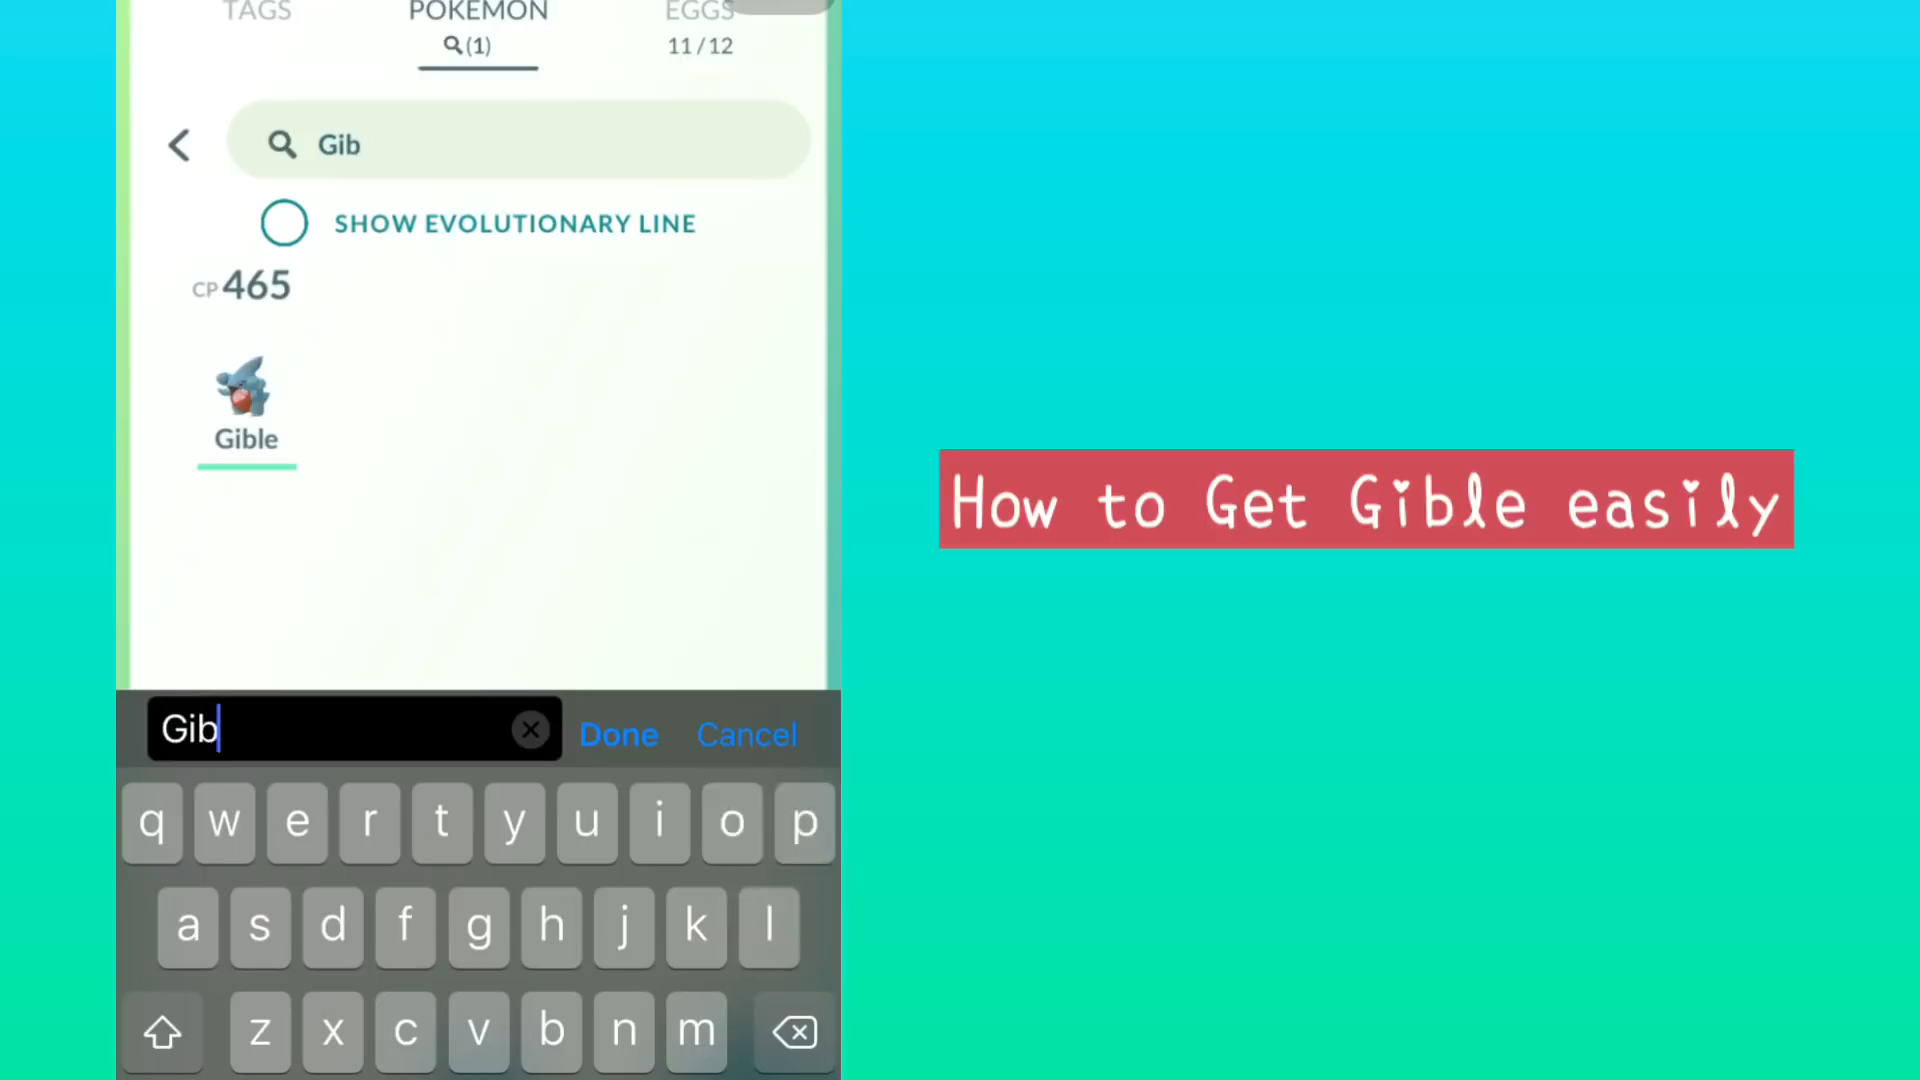 TAGS POKÉMON EGGS
(1) 11/12
Gib
SHOW EVOLUTIONARY LINE
CP 465
Gible
How to Get Gible easily
Gib Done Cancel
q w e r t y u i o p
a s d f g h j k l
z x c v b n m